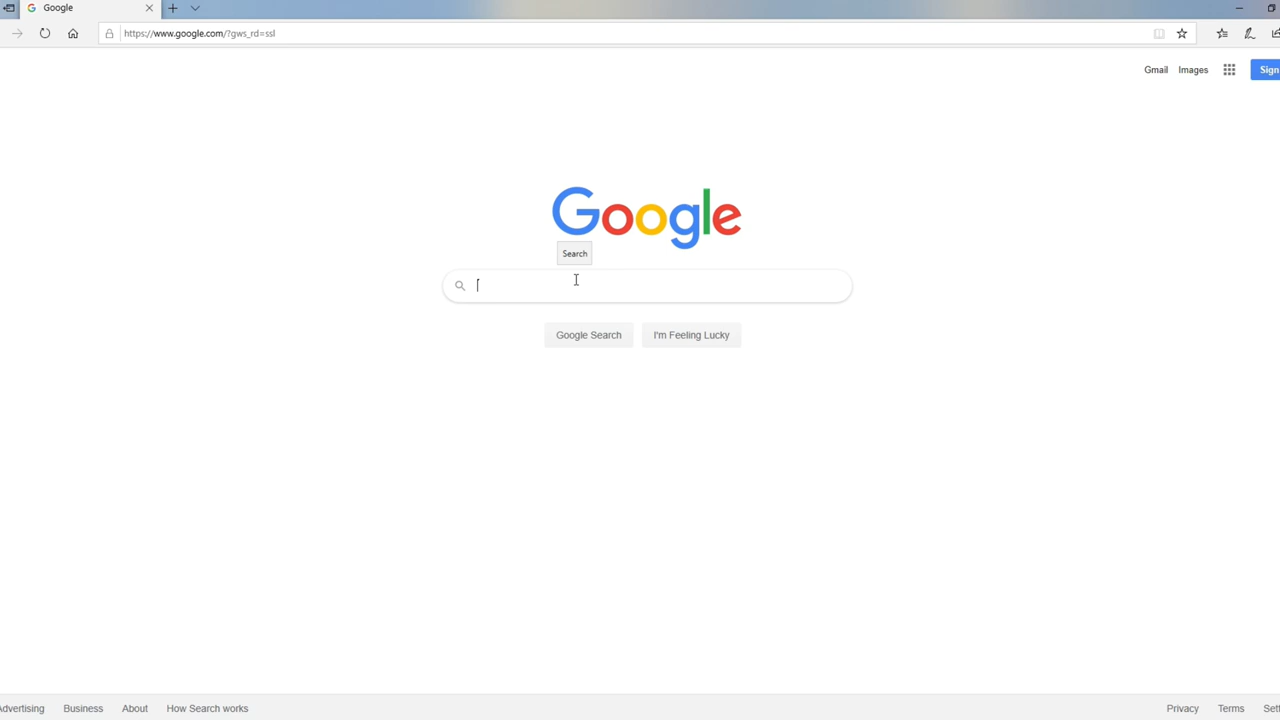 Google
https://www.google.com/?gws_rd=ssl
Gmail Images Sign
Google
Search
Google Search I'm Feeling Lucky
Advertising Business About How Search works Privacy Terms Sett